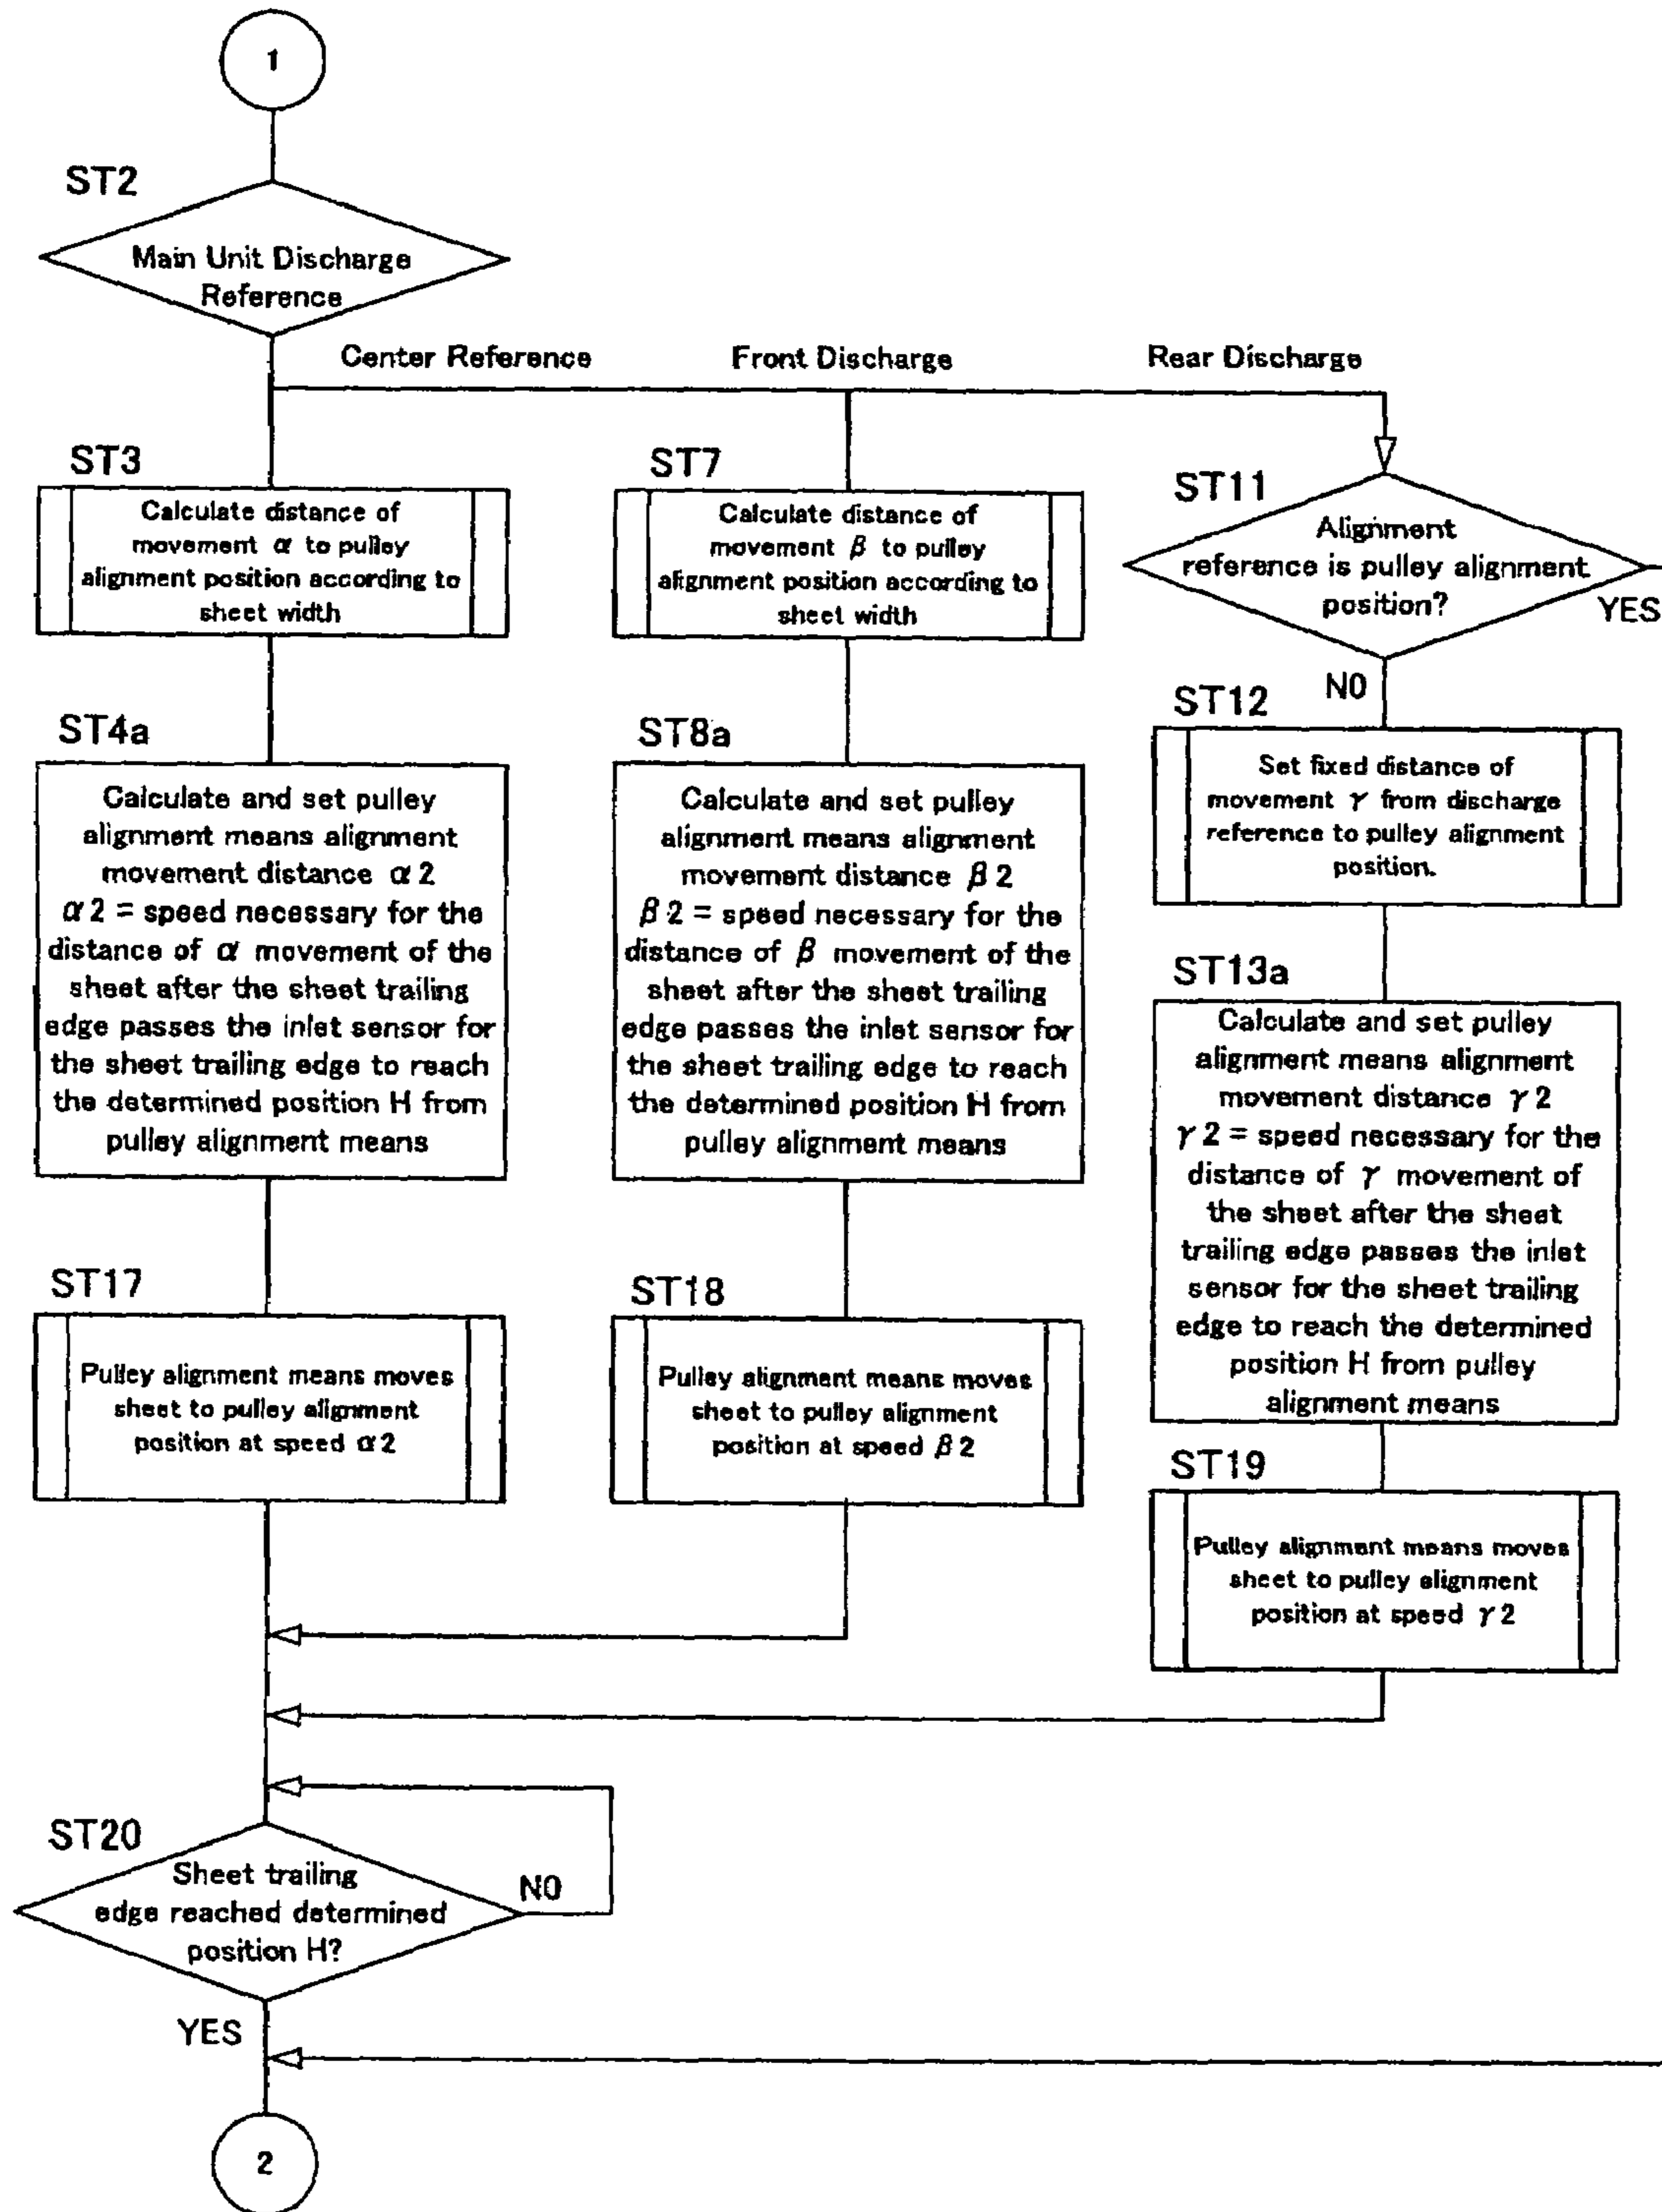 1
ST2
Main Unit Discharge
Reference
Center Reference
Front Discharge
Rear Discharge
ST3
Calculate distance of
movement α to pulley
alignment position according to
sheet width
ST7
Calculate distance of
movement β to pulley
alignment position according to
sheet width
ST11
Alignment
reference is pulley alignment
position?
YES
NO
ST4a
Calculate and set pulley
alignment means alignment
movement distance α2
α2 = speed necessary for the
distance of α movement of the
sheet after the sheet trailing
edge passes the inlet sensor for
the sheet trailing edge to reach
the determined position H from
pulley alignment means
ST8a
Calculate and set pulley
alignment means alignment
movement distance β2
β2 = speed necessary for the
distance of β movement of the
sheet after the sheet trailing
edge passes the inlet sensor for
the sheet trailing edge to reach
the determined position H from
pulley alignment means
ST12
Set fixed distance of
movement γ from discharge
reference to pulley alignment
position.
ST13a
Calculate and set pulley
alignment means alignment
movement distance γ2
γ2 = speed necessary for the
distance of γ movement of
the sheet after the sheet
trailing edge passes the inlet
sensor for the sheet trailing
edge to reach the determined
position H from pulley
alignment means
ST17
Pulley alignment means moves
sheet to pulley alignment
position at speed α2
ST18
Pulley alignment means moves
sheet to pulley alignment
position at speed β2
ST19
Pulley alignment means moves
sheet to pulley alignment
position at speed γ2
ST20
Sheet trailing
edge reached determined
position H?
NO
YES
2